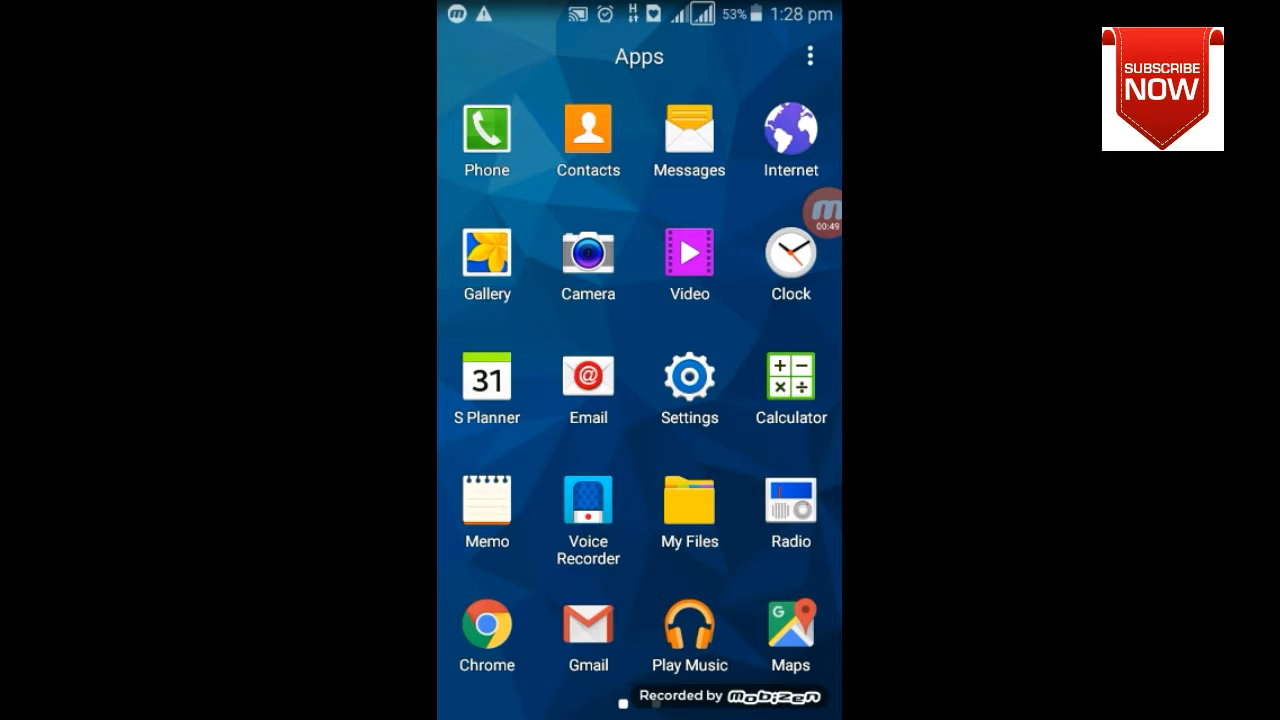 53% 1:28 pm
Apps
SUBSCRIBE
NOW
Phone Contacts Messages Internet
00:49
Gallery Camera Video Clock
31
S Planner Email Settings Calculator
Memo Voice Recorder My Files Radio
G
Chrome Gmail Play Music Maps
Recorded by mobizen